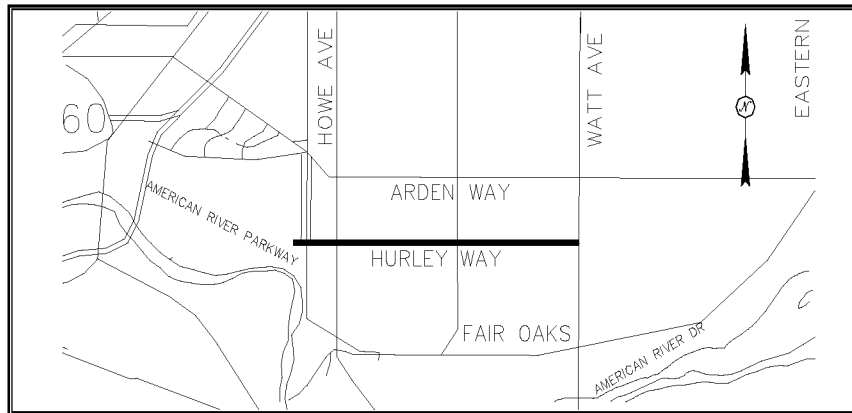 HOWE AVE
WATT AVE
EASTERN
N
60
ARDEN WAY
AMERICAN RIVER PARKWAY
HURLEY WAY
FAIR OAKS
AMERICAN RIVER DR